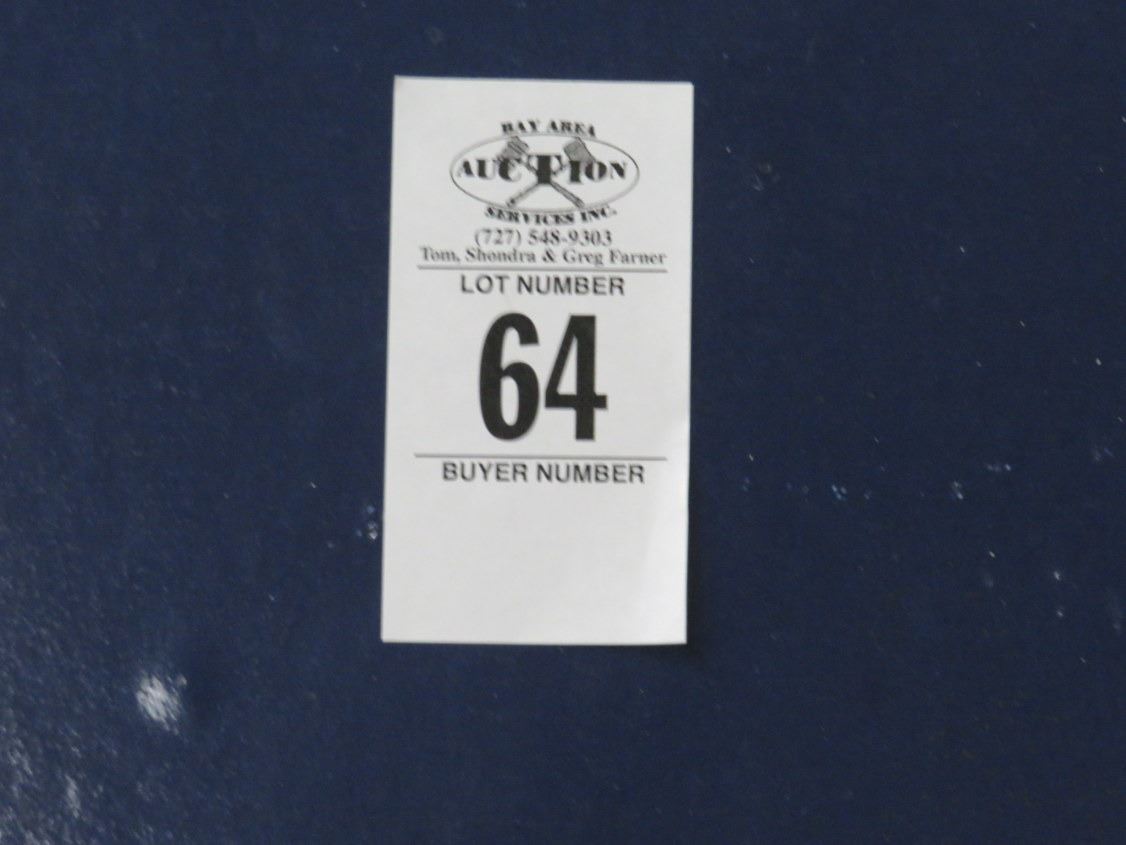 BAY AREA
AUCTION
SERVICES INC.
(727) 548-9303
Tom, Shondra & Greg Farner
LOT NUMBER
64
BUYER NUMBER